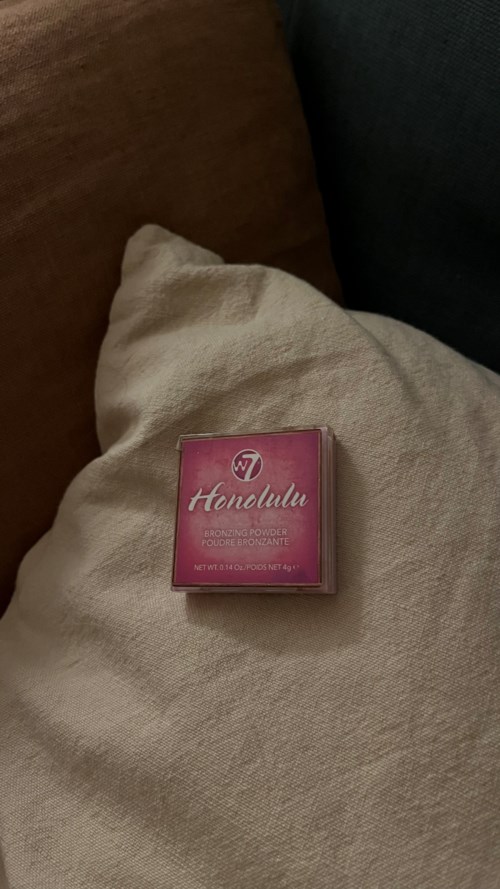 W7
Honolulu
BRONZING POWDER
POUDRE BRONZANTE
NET WT. 0.14 Oz./POIDS NET 4g e